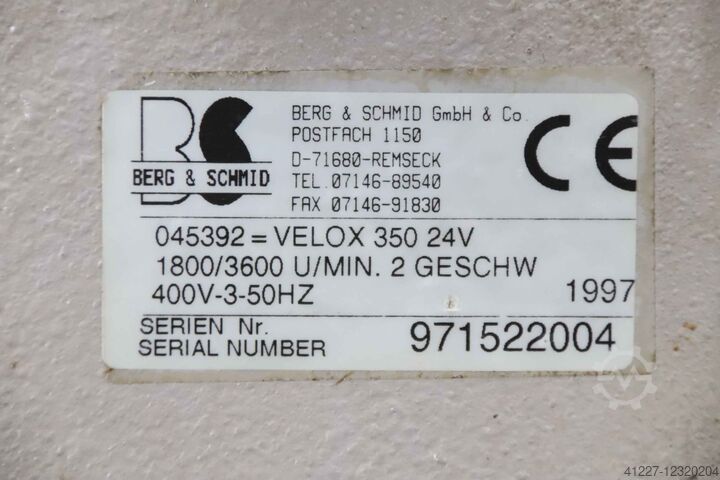 BS
BERG & SCHMID
BERG & SCHMID GmbH & Co.
POSTFACH 1150
D-71680-REMSECK
TEL.07146-89540
FAX 07146-91830
CE
045392 = VELOX 350 24V
1800/3600 U/MIN. 2 GESCHW
400V-3-50HZ
1997
SERIEN Nr.
SERIAL NUMBER
971522004
41227-12320204